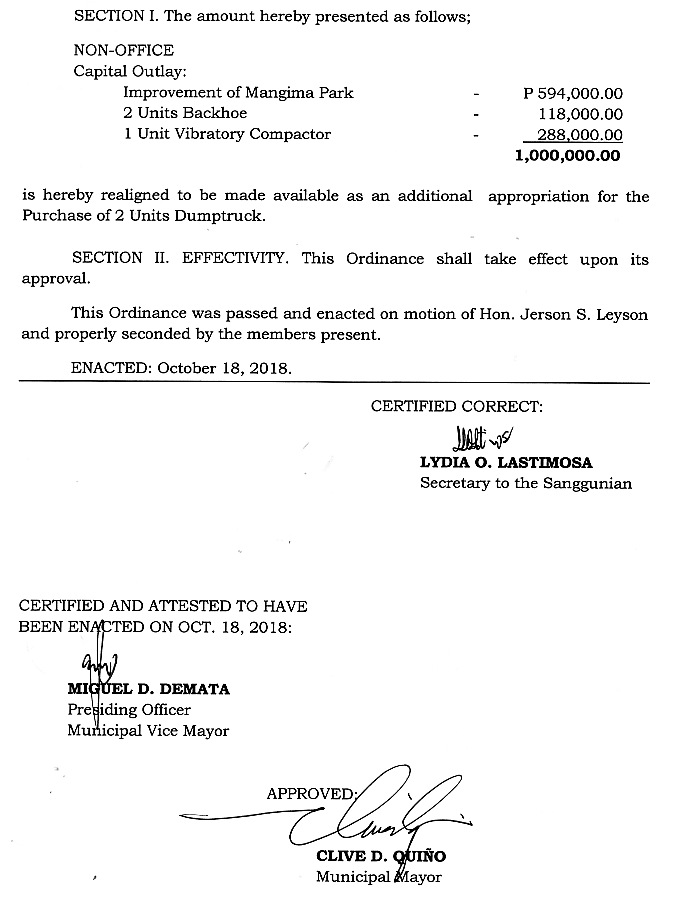 SECTION I. The amount hereby presented as follows;
NON-OFFICE
Capital Outlay:
Improvement of Mangima Park - P 594,000.00
2 Units Backhoe - 118,000.00
1 Unit Vibratory Compactor - 288,000.00
1,000,000.00
is hereby realigned to be made available as an additional appropriation for the
Purchase of 2 Units Dumptruck.
SECTION II. EFFECTIVITY. This Ordinance shall take effect upon its
approval.
This Ordinance was passed and enacted on motion of Hon. Jerson S. Leyson
and properly seconded by the members present.
ENACTED: October 18, 2018.
CERTIFIED CORRECT:
LYDIA O. LASTIMOSA
Secretary to the Sanggunian
CERTIFIED AND ATTESTED TO HAVE
BEEN ENACTED ON OCT. 18, 2018:
MIGUEL D. DEMATA
Presiding Officer
Municipal Vice Mayor
APPROVED:
CLIVE D. QUIÑO
Municipal Mayor